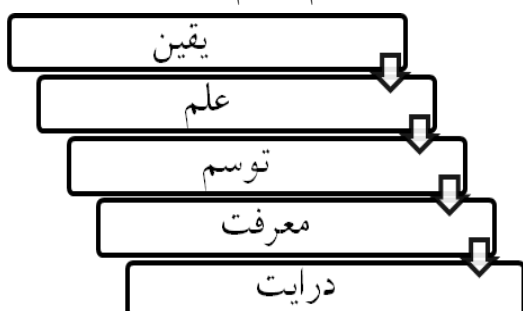 یقین
علم
توسم
معرفت
درایت